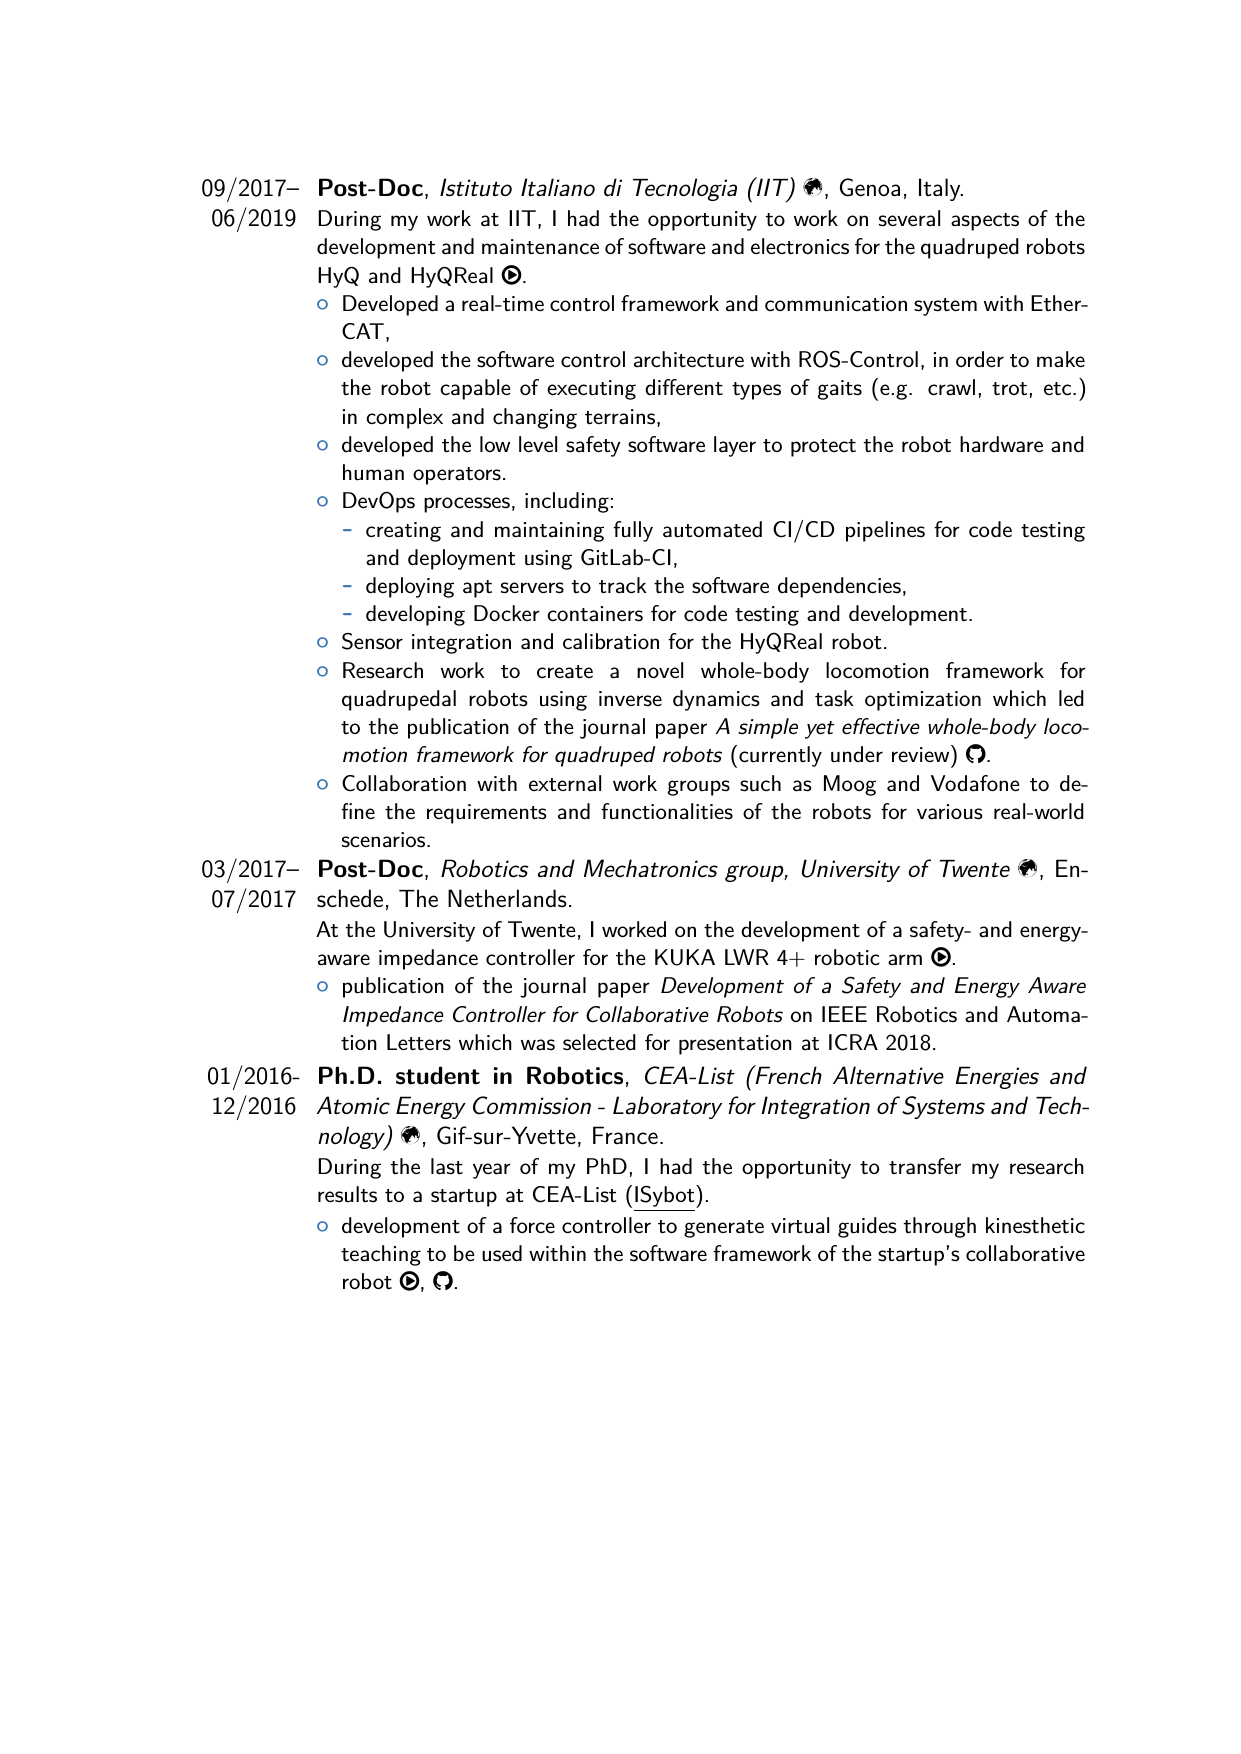 09/2017– Post-Doc, Istituto Italiano di Tecnologia (IIT) , Genoa, Italy.
06/2019 During my work at IIT, I had the opportunity to work on several aspects of the
development and maintenance of software and electronics for the quadruped robots
HyQ and HyQReal .
○ Developed a real-time control framework and communication system with Ether-
CAT,
○ developed the software control architecture with ROS-Control, in order to make
the robot capable of executing different types of gaits (e.g. crawl, trot, etc.)
in complex and changing terrains,
○ developed the low level safety software layer to protect the robot hardware and
human operators.
○ DevOps processes, including:
– creating and maintaining fully automated CI/CD pipelines for code testing
and deployment using GitLab-CI,
– deploying apt servers to track the software dependencies,
– developing Docker containers for code testing and development.
○ Sensor integration and calibration for the HyQReal robot.
○ Research work to create a novel whole-body locomotion framework for
quadrupedal robots using inverse dynamics and task optimization which led
to the publication of the journal paper A simple yet effective whole-body loco-
motion framework for quadruped robots (currently under review) .
○ Collaboration with external work groups such as Moog and Vodafone to de-
fine the requirements and functionalities of the robots for various real-world
scenarios.
03/2017– Post-Doc, Robotics and Mechatronics group, University of Twente , En-
07/2017 schede, The Netherlands.
At the University of Twente, I worked on the development of a safety- and energy-
aware impedance controller for the KUKA LWR 4+ robotic arm .
○ publication of the journal paper Development of a Safety and Energy Aware
Impedance Controller for Collaborative Robots on IEEE Robotics and Automa-
tion Letters which was selected for presentation at ICRA 2018.
01/2016- Ph.D. student in Robotics, CEA-List (French Alternative Energies and
12/2016 Atomic Energy Commission - Laboratory for Integration of Systems and Tech-
nology) , Gif-sur-Yvette, France.
During the last year of my PhD, I had the opportunity to transfer my research
results to a startup at CEA-List (ISybot).
○ development of a force controller to generate virtual guides through kinesthetic
teaching to be used within the software framework of the startup's collaborative
robot , .